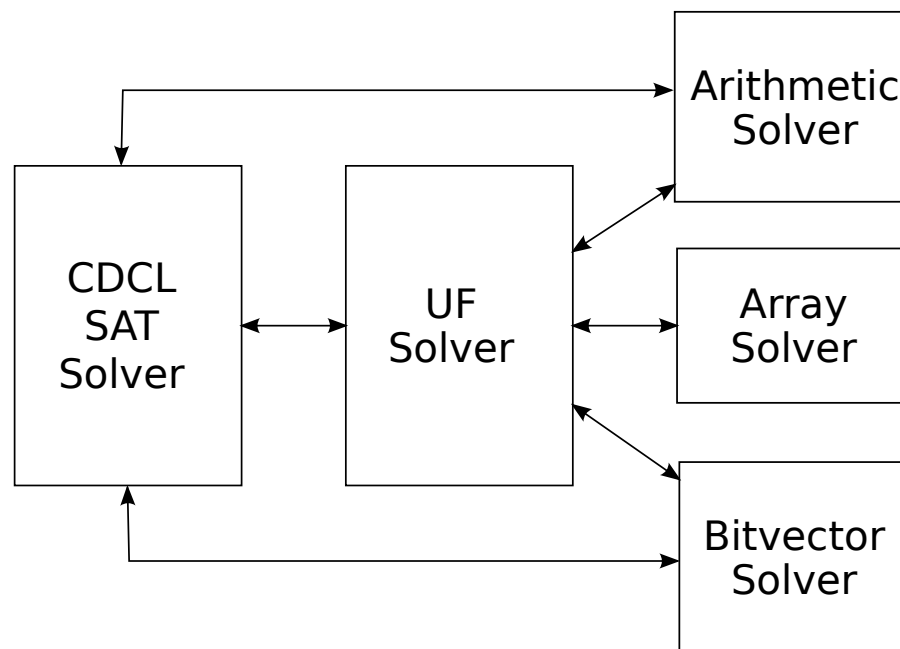 CDCL
SAT
Solver
UF
Solver
Arithmetic
Solver
Array
Solver
Bitvector
Solver